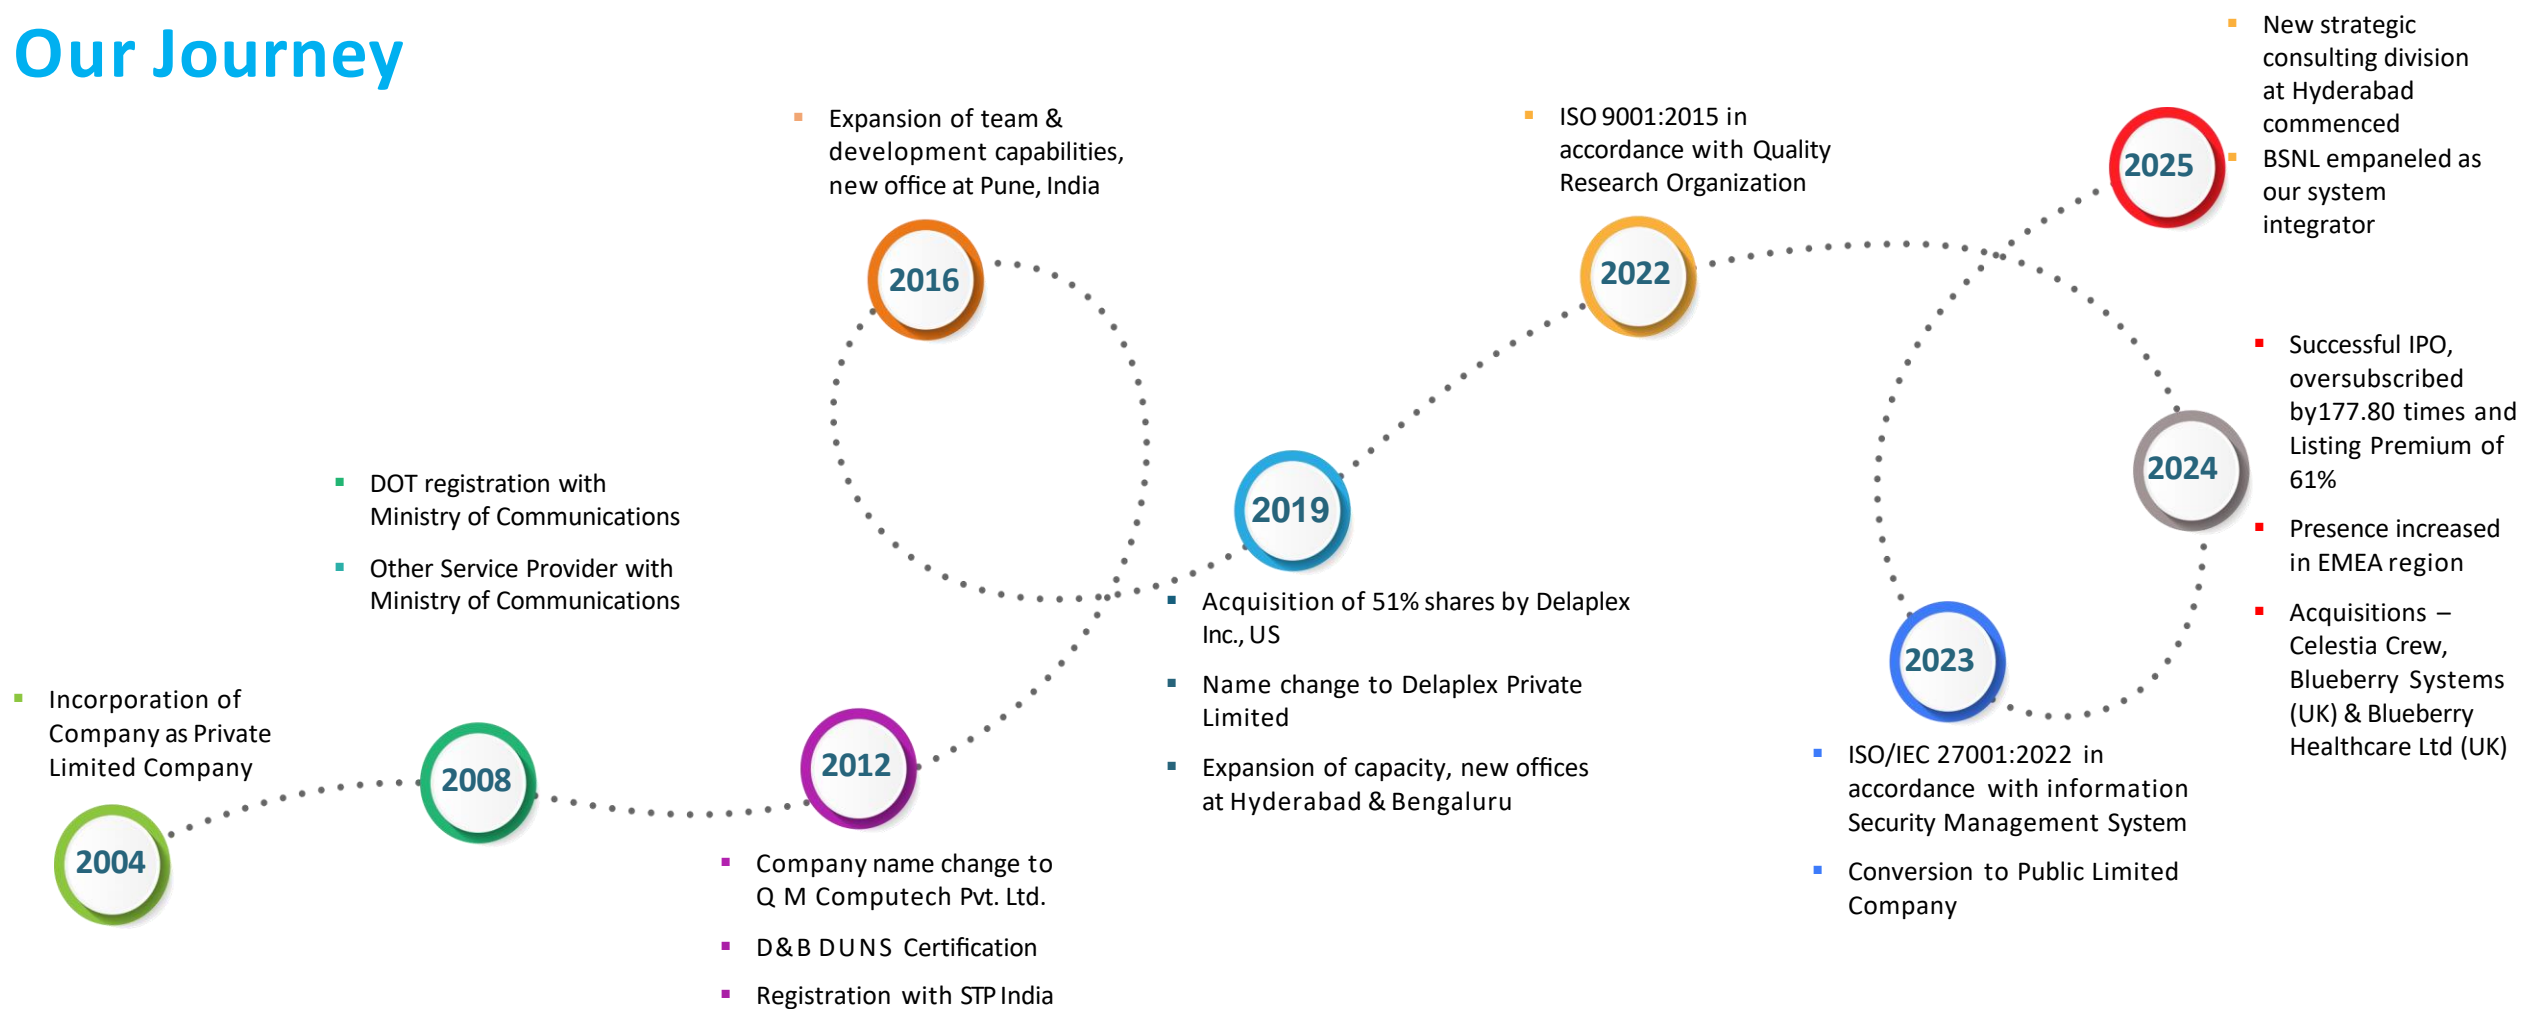 Our Journey
Incorporation of
Company as Private
Limited Company
2004
DOT registration with
Ministry of Communications
Other Service Provider with
Ministry of Communications
2008
2012
Company name change to
Q M Computech Pvt. Ltd.
D&B DUNS Certification
Registration with STP India
Expansion of team &
development capabilities,
new office at Pune, India
2016
2019
Acquisition of 51% shares by Delaplex
Inc., US
Name change to Delaplex Private
Limited
Expansion of capacity, new offices
at Hyderabad & Bengaluru
ISO 9001:2015 in
accordance with Quality
Research Organization
2022
2023
ISO/IEC 27001:2022 in
accordance with information
Security Management System
Conversion to Public Limited
Company
2024
Successful IPO,
oversubscribed
by177.80 times and
Listing Premium of
61%
Presence increased
in EMEA region
Acquisitions –
Celestia Crew,
Blueberry Systems
(UK) & Blueberry
Healthcare Ltd (UK)
2025
New strategic
consulting division
at Hyderabad
commenced
BSNL empaneled as
our system
integrator